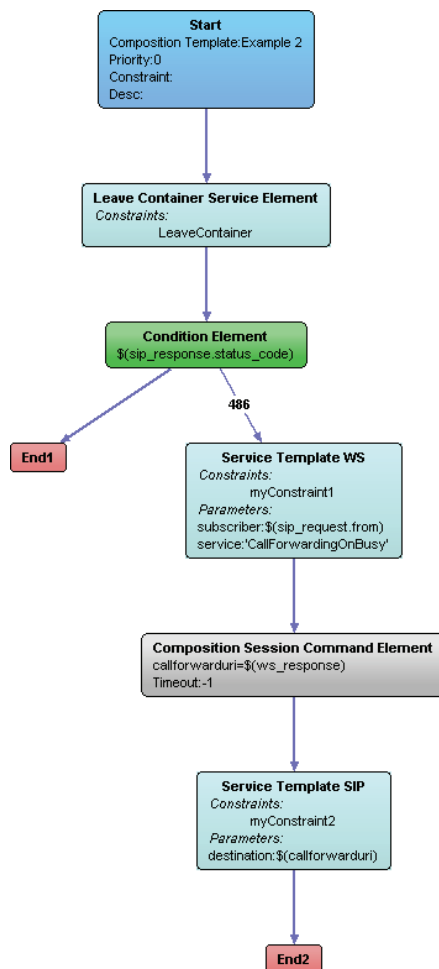 Start
Composition Template:Example 2
Priority:0
Constraint:
Desc:
Leave Container Service Element
Constraints:
LeaveContainer
Condition Element
$(sip_response.status_code)
486
End1
Service Template WS
Constraints:
myConstraint1
Parameters:
subscriber:$(sip_request.from)
service:'CallForwardingOnBusy'
Composition Session Command Element
callforwarduri=$(ws_response)
Timeout:-1
Service Template SIP
Constraints:
myConstraint2
Parameters:
destination:$(callforwarduri)
End2